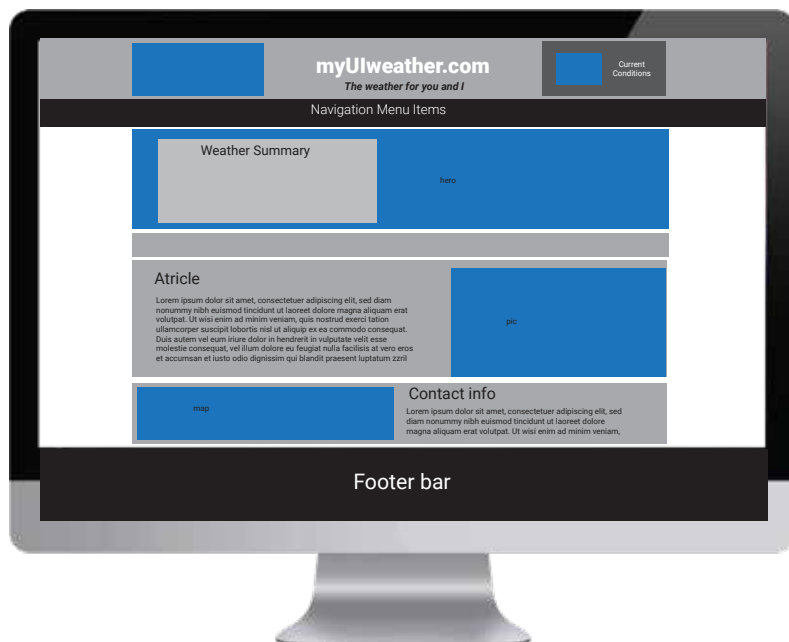 myUIweather.com
The weather for you and I
Current
Conditions
Navigation Menu Items
Weather Summary
hero
Atricle
Lorem ipsum dolor sit amet, consectetuer adipiscing elit, sed diam
nonummy nibh euismod tincidunt ut laoreet dolore magna aliquam erat
volutpat. Ut wisi enim ad minim veniam, quis nostrud exerci tation
ullamcorper suscipit lobortis nisl ut aliquip ex ea commodo consequat.
Duis autem vel eum iriure dolor in hendrerit in vulputate velit esse
molestie consequat, vel illum dolore eu feugiat nulla facilisis at vero eros
et accumsan et iusto odio dignissim qui blandit praesent luptatum zzril
pic
map
Contact info
Lorem ipsum dolor sit amet, consectetuer adipiscing elit, sed
diam nonummy nibh euismod tincidunt ut laoreet dolore
magna aliquam erat volutpat. Ut wisi enim ad minim veniam,
Footer bar